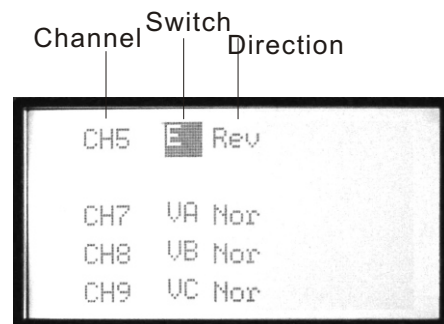 Channel Switch Direction
CH5 E Rev
CH7 VA Nor
CH8 VB Nor
CH9 VC Nor